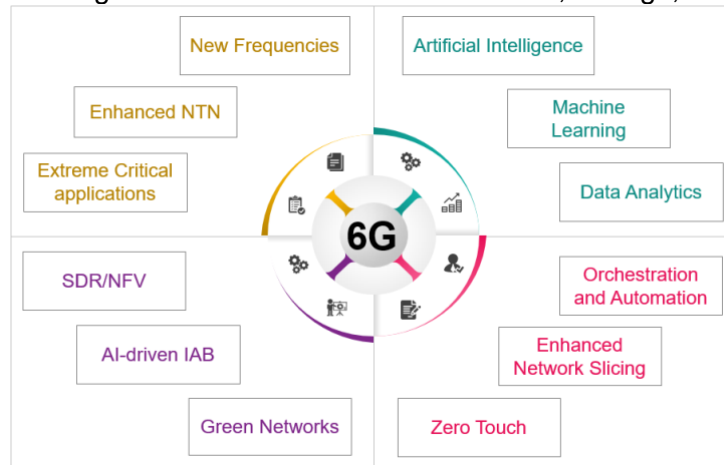 New Frequencies
Artificial Intelligence
Enhanced NTN
Machine
Learning
Extreme Critical
applications
Data Analytics
6G
SDR/NFV
Orchestration
and Automation
AI-driven IAB
Enhanced
Network Slicing
Green Networks
Zero Touch